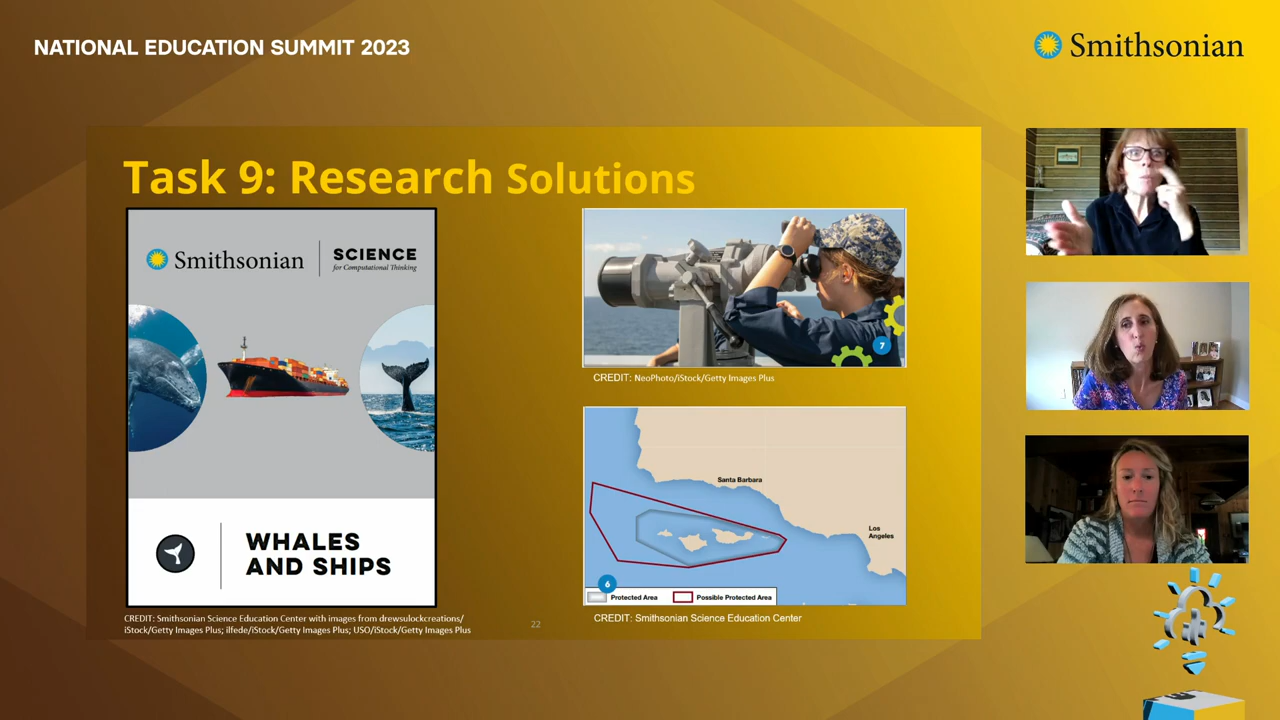 NATIONAL EDUCATION SUMMIT 2023
Smithsonian
Task 9: Research Solutions
Smithsonian
SCIENCE
for Computational Thinking
WHALES
AND SHIPS
CREDIT: Smithsonian Science Education Center with images from drewsulockcreations/
iStock/Getty Images Plus; ilfede/iStock/Getty Images Plus; USO/iStock/Getty Images Plus
7
CREDIT: NeoPhoto/iStock/Getty Images Plus
Santa Barbara
Los
Angeles
6
Protected Area
Possible Protected Area
CREDIT: Smithsonian Science Education Center
22